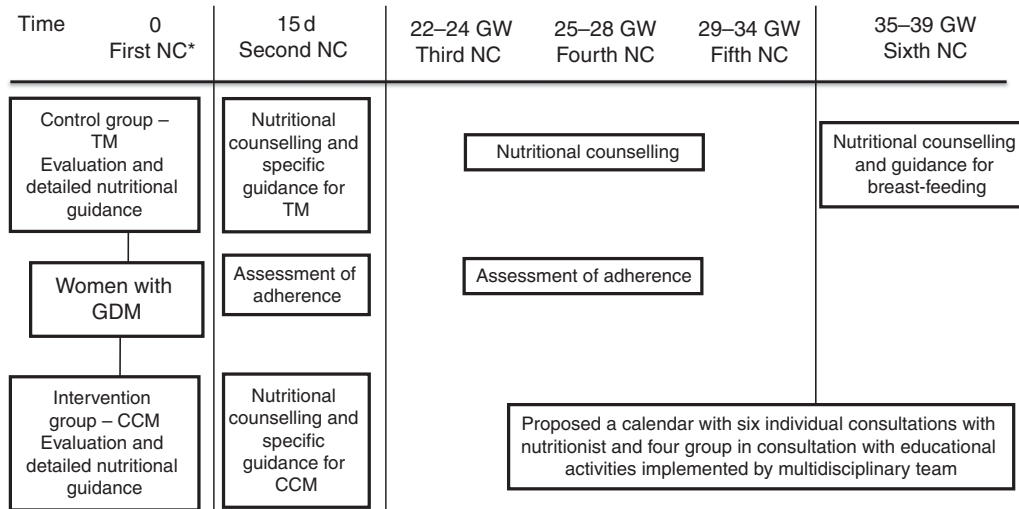 Time
0
First NC*
15 d
Second NC
22–24 GW
Third NC
25–28 GW
Fourth NC
29–34 GW
Fifth NC
35–39 GW
Sixth NC
Control group –
TM
Evaluation and
detailed nutritional
guidance
Nutritional
counselling and
specific
guidance for
TM
Nutritional counselling
Nutritional counselling
and guidance for
breast-feeding
Women with
GDM
Assessment of
adherence
Assessment of adherence
Intervention
group – CCM
Evaluation and
detailed nutritional
guidance
Nutritional
counselling and
specific
guidance for
CCM
Proposed a calendar with six individual consultations with
nutritionist and four group in consultation with educational
activities implemented by multidisciplinary team